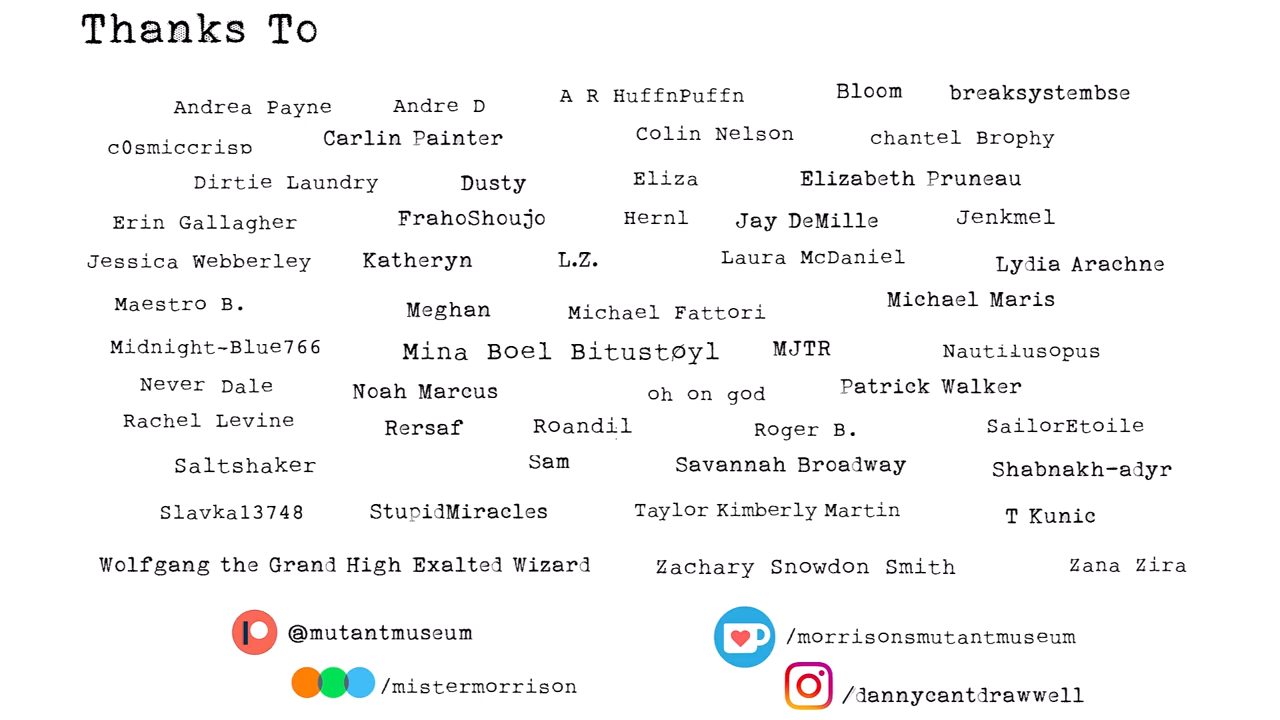 Thanks To
Andrea Payne Andre D A R HuffnPuffn Bloom breaksystembse
c0smiccrisp Carlin Painter Colin Nelson chantel Brophy
Dirtie Laundry Dusty Eliza Elizabeth Pruneau
Erin Gallagher FrahoShoujo Hernl Jay DeMille Jenkmel
Jessica Webberley Katheryn L.Z. Laura McDaniel Lydia Arachne
Maestro B. Meghan Michael Fattori Michael Maris
Midnight-Blue766 Mina Boel Bitustøyl MJTR Nautilusopus
Never Dale Noah Marcus oh on god Patrick Walker
Rachel Levine Rersaf Roandil Roger B. SailorEtoile
Saltshaker Sam Savannah Broadway Shabnakh-adyr
Slavka13748 StupidMiracles Taylor Kimberly Martin T Kunic
Wolfgang the Grand High Exalted Wizard Zachary Snowdon Smith Zana Zira
@mutantmuseum /morrisonsmutantmuseum
/mistermorrison /dannycantdrawwell